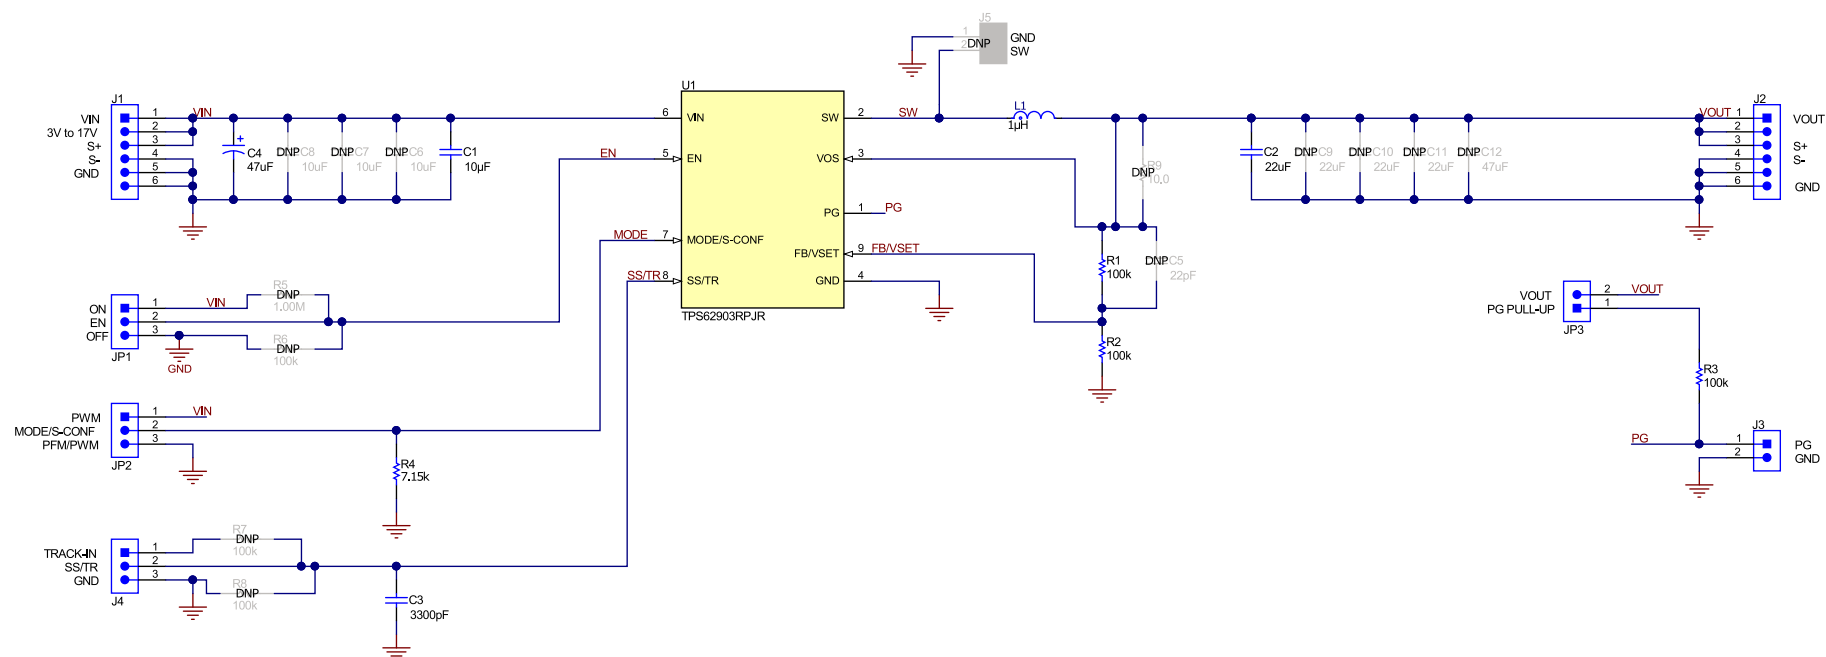 J5
1
DNP
GND
2
SW
J1
VIN
3V to 17V
S+
S-
GND
1
2
3
4
5
6
VIN
C4
47uF
+
DNP
C8
10uF
DNP
C7
10uF
DNP
C6
10uF
C1
10µF
U1
6
VIN
5
EN
7
MODE/S-CONF
8
SS/TR
SW
2
VOS
3
PG
1
FB/VSET
9
GND
4
TPS62903RPJR
EN
MODE
SS/TR
SW
PG
FB/VSET
L1
1µH
R9
DNP
10.0
R1
100k
DNP
C5
22pF
R2
100k
C2
22uF
DNP
C9
22uF
DNP
C10
22uF
DNP
C11
22uF
DNP
C12
47uF
VOUT
J2
1
2
3
4
5
6
VOUT
S+
S-
GND
ON
EN
OFF
JP1
1
2
3
VIN
R5
DNP
1.00M
R6
DNP
100k
GND
PWM
MODE/S-CONF
PFM/PWM
JP2
1
2
3
VIN
R4
7.15k
TRACK-IN
SS/TR
GND
J4
1
2
3
R7
DNP
100k
R8
DNP
100k
C3
3300pF
VOUT
PG PULL-UP
JP3
2
1
VOUT
R3
100k
PG
J3
1
2
PG
GND